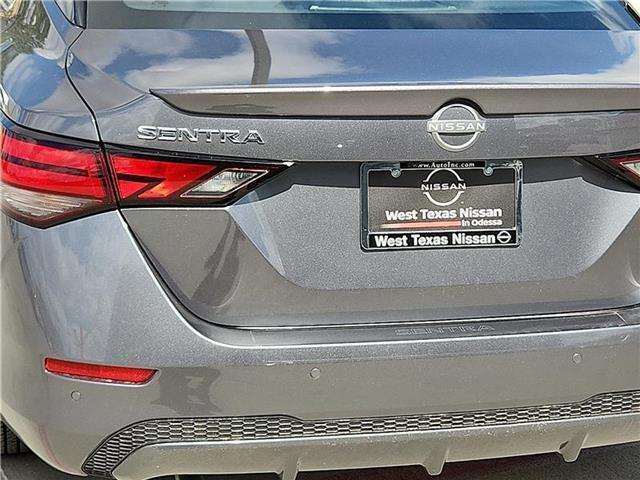 SENTRA
NISSAN
www.AutoInc.com
NISSAN
West Texas Nissan
In Odessa
West Texas Nissan
SENTRA